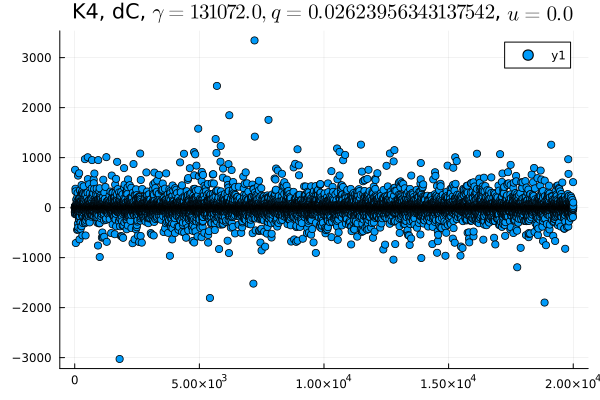 K4, dC, γ = 131072.0, q = 0.02623956343137542, u = 0.0
y1
3000
2000
1000
0
−1000
−2000
−3000
0 5.00×10³ 1.00×10⁴ 1.50×10⁴ 2.00×10⁴